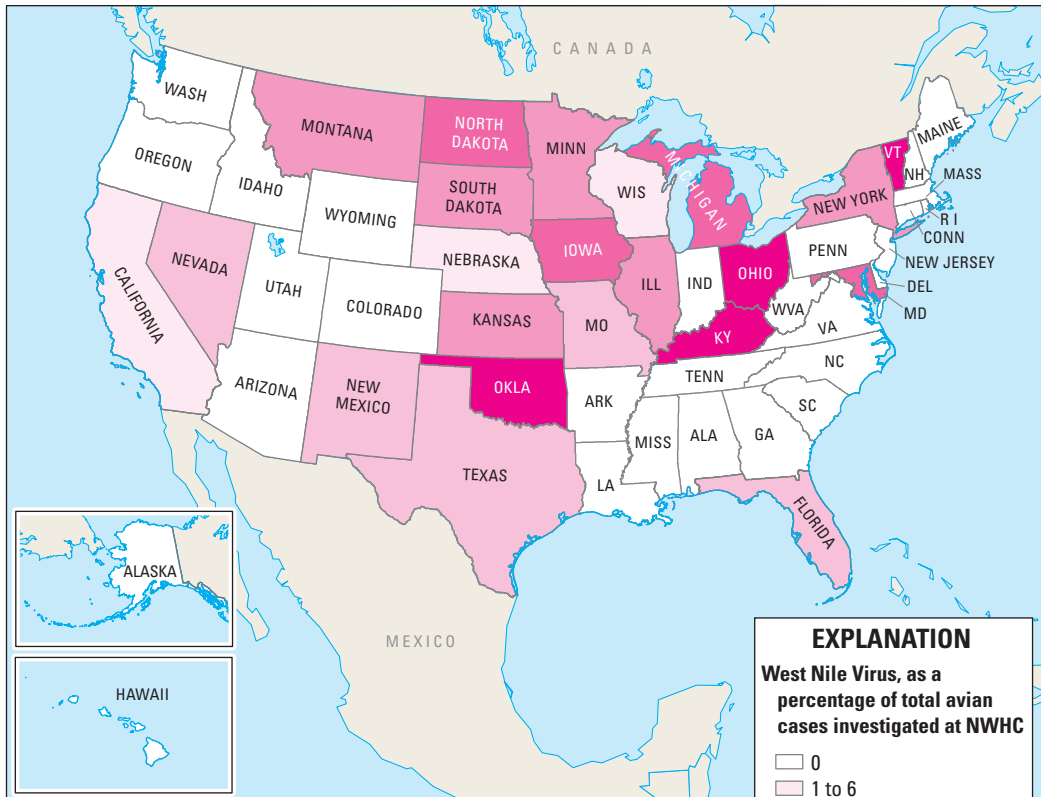 CANADA
WASH
OREGON
IDAHO
MONTANA
NORTH
DAKOTA
MINN
SOUTH
DAKOTA
WYOMING
WIS
MICHIGAN
IOWA
NEBRASKA
NEVADA
UTAH
COLORADO
CALIFORNIA
KANSAS
MO
ILL
IND
OHIO
KY
WVA
VA
PENN
NEW YORK
VT
NH
MAINE
MASS
R I
CONN
NEW JERSEY
DEL
MD
ARIZONA
NEW
MEXICO
OKLA
TEXAS
ARK
LA
TENN
MISS
ALA
GA
NC
SC
FLORIDA
ALASKA
HAWAII
MEXICO
EXPLANATION
West Nile Virus, as a
percentage of total avian
cases investigated at NWHC
0
1 to 6